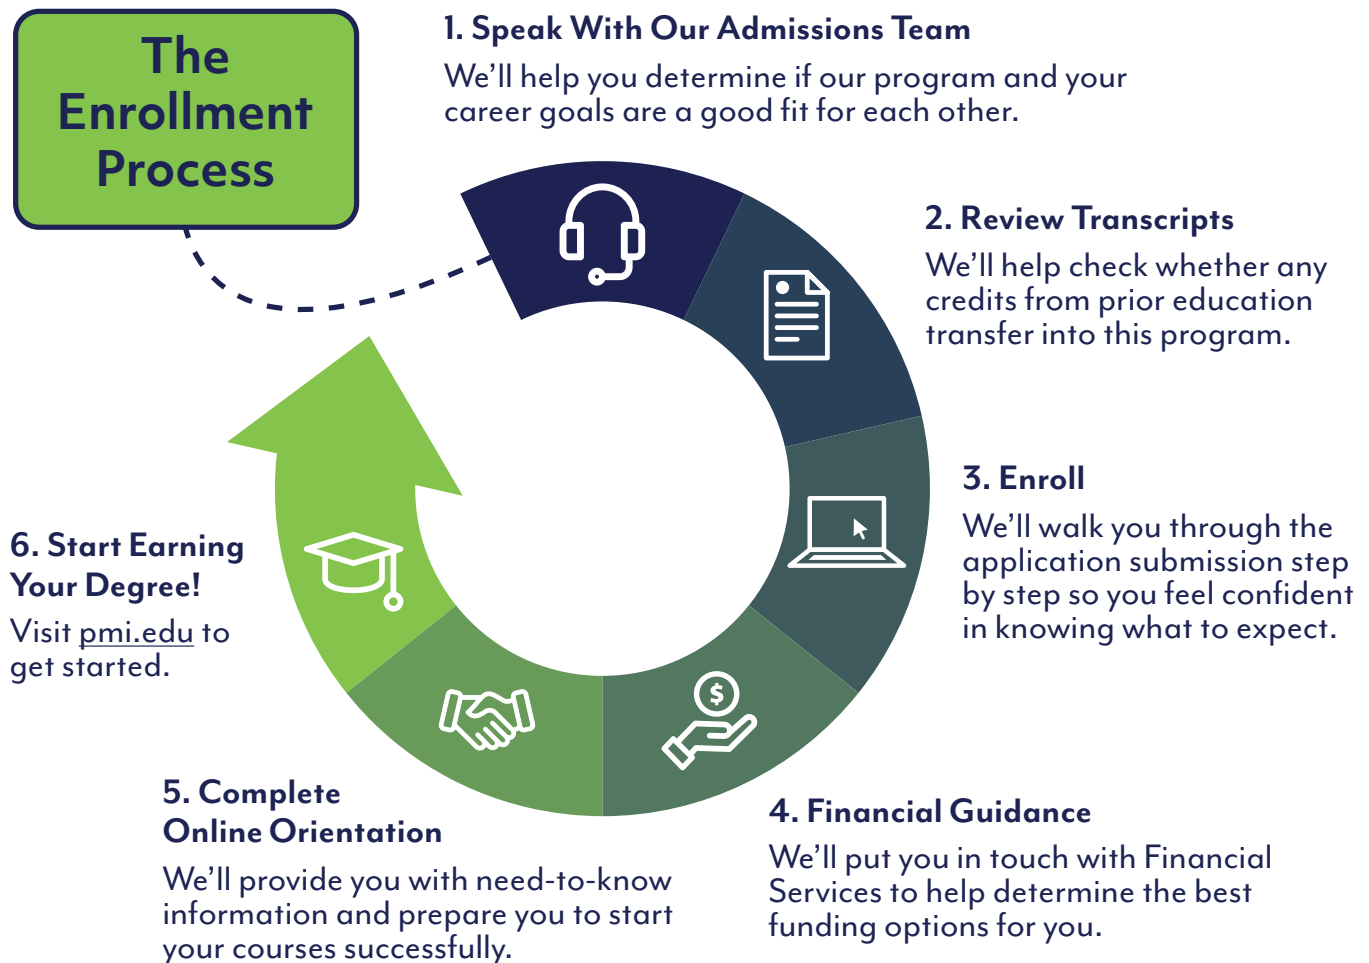 The
Enrollment
Process
1. Speak With Our Admissions Team
We’ll help you determine if our program and your
career goals are a good fit for each other.
2. Review Transcripts
We’ll help check whether any
credits from prior education
transfer into this program.
3. Enroll
We’ll walk you through the
application submission step
by step so you feel confident
in knowing what to expect.
4. Financial Guidance
We’ll put you in touch with Financial
Services to help determine the best
funding options for you.
$
5. Complete
Online Orientation
We’ll provide you with need-to-know
information and prepare you to start
your courses successfully.
6. Start Earning
Your Degree!
Visit pmi.edu to
get started.